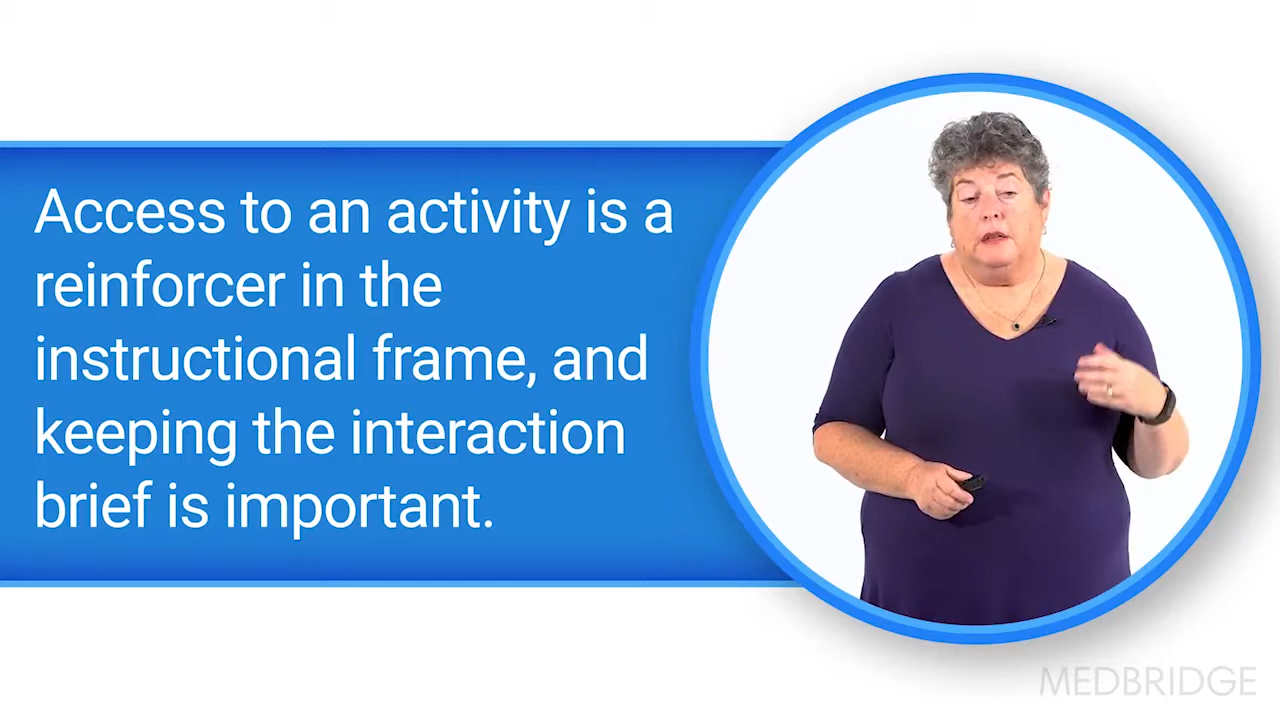 Access to an activity is a
reinforcer in the
instructional frame, and
keeping the interaction
brief is important.
MEDBRIDGE